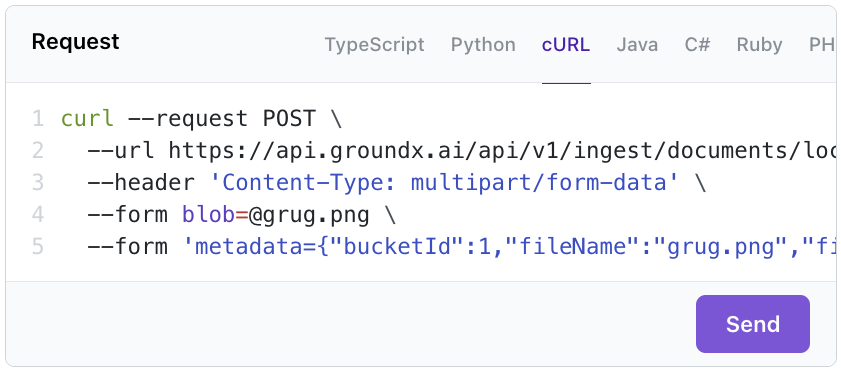 Request TypeScript Python cURL Java C# Ruby PH
1 curl --request POST \
2 --url https://api.groundx.ai/api/v1/ingest/documents/loc
3 --header 'Content-Type: multipart/form-data' \
4 --form blob=@grug.png \
5 --form 'metadata={"bucketId":1,"fileName":"grug.png","fi
Send